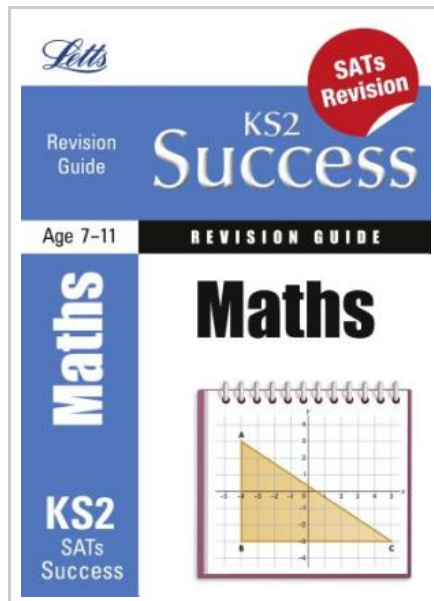 Letts
SATs
Revision
Revision
Guide
KS2
Success
Age 7–11
REVISION GUIDE
Maths
Maths
A
B
C
KS2
SATs
Success